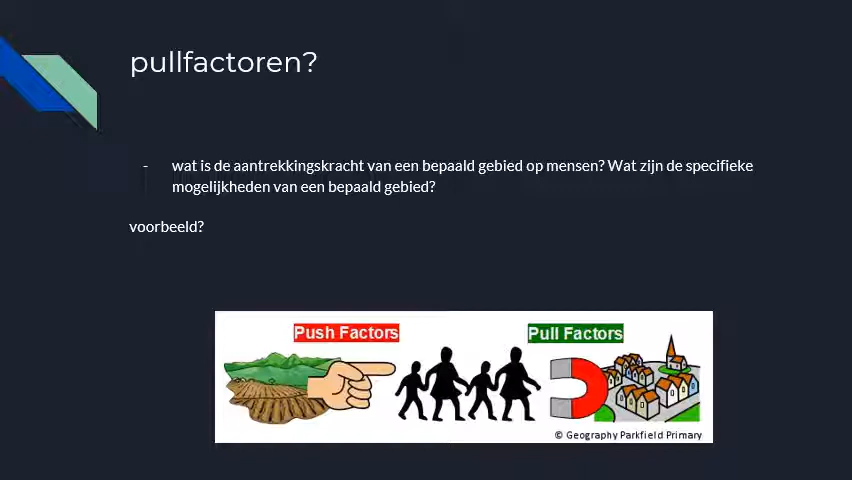 pullfactoren?
- wat is de aantrekkingskracht van een bepaald gebied op mensen? Wat zijn de specifieke
mogelijkheden van een bepaald gebied?
voorbeeld?
Push Factors
Pull Factors
© Geography Parkfield Primary